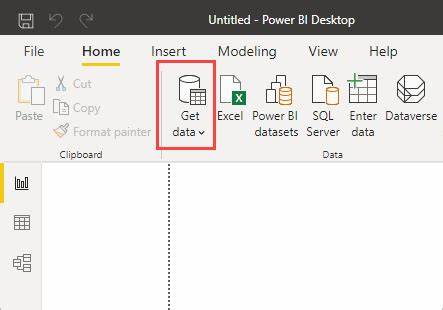 Untitled - Power BI Desktop
File Home Insert Modeling View Help
Paste
Cut
Copy
Format painter
Clipboard
Get data
Excel
Power BI datasets
SQL Server
Enter data
Dataverse
Data